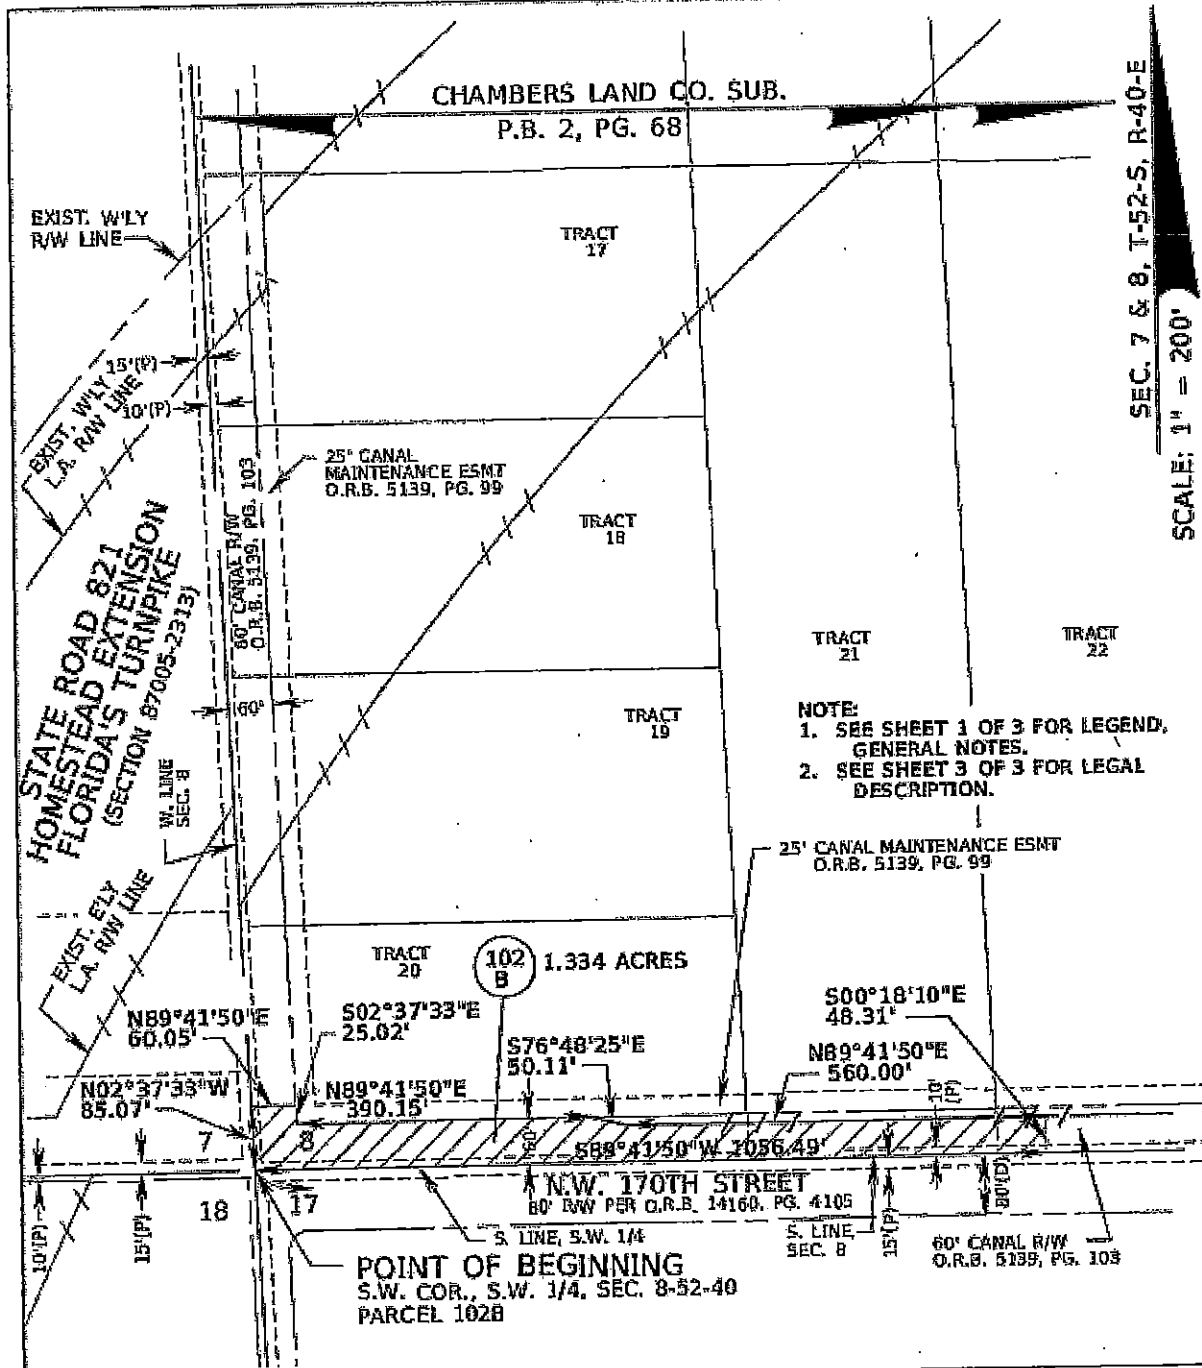 CHAMBERS LAND CO. SUB.
P.B. 2, PG. 68
SEC. 7 & 8, T-52-S, R-40-E
SCALE: 1" = 200'
EXIST. W'LY
R/W LINE
TRACT
17
15'(P)
10'(P)
EXIST. W'LY
L.A. R/W LINE
25' CANAL
MAINTENANCE ESMT
O.R.B. 5139, PG. 99
60' CANAL R/W
O.R.B. 5139, PG. 103
TRACT
18
STATE ROAD 821
HOMESTEAD EXTENSION
FLORIDA'S TURNPIKE
(SECTION 87005-2313)
TRACT
21
TRACT
22
60'
TRACT
19
NOTE:
1. SEE SHEET 1 OF 3 FOR LEGEND,
GENERAL NOTES.
2. SEE SHEET 3 OF 3 FOR LEGAL
DESCRIPTION.
W. LINE
SEC. 8
25' CANAL MAINTENANCE ESMT
O.R.B. 5139, PG. 99
EXIST. E'LY
L.A. R/W LINE
TRACT
20
102
B
1.334 ACRES
N89°41'50"E
60.05'
S02°37'33"E
25.02'
S76°48'25"E
50.11'
S00°18'10"E
48.31'
N89°41'50"E
560.00'
N02°37'33"W
85.07'
N89°41'50"E
390.15'
10'
(P)
7
8
60'
S89°41'50"W 1056.49'
18
17
N.W. 170TH STREET
80' R/W PER O.R.B. 14160, PG. 4105
10'(P)
15'(P)
S. LINE, S.W. 1/4
S. LINE,
SEC. 8
15'(P)
80'(D)
60' CANAL R/W
O.R.B. 5139, PG. 103
POINT OF BEGINNING
S.W. COR., S.W. 1/4, SEC. 8-52-40
PARCEL 102B